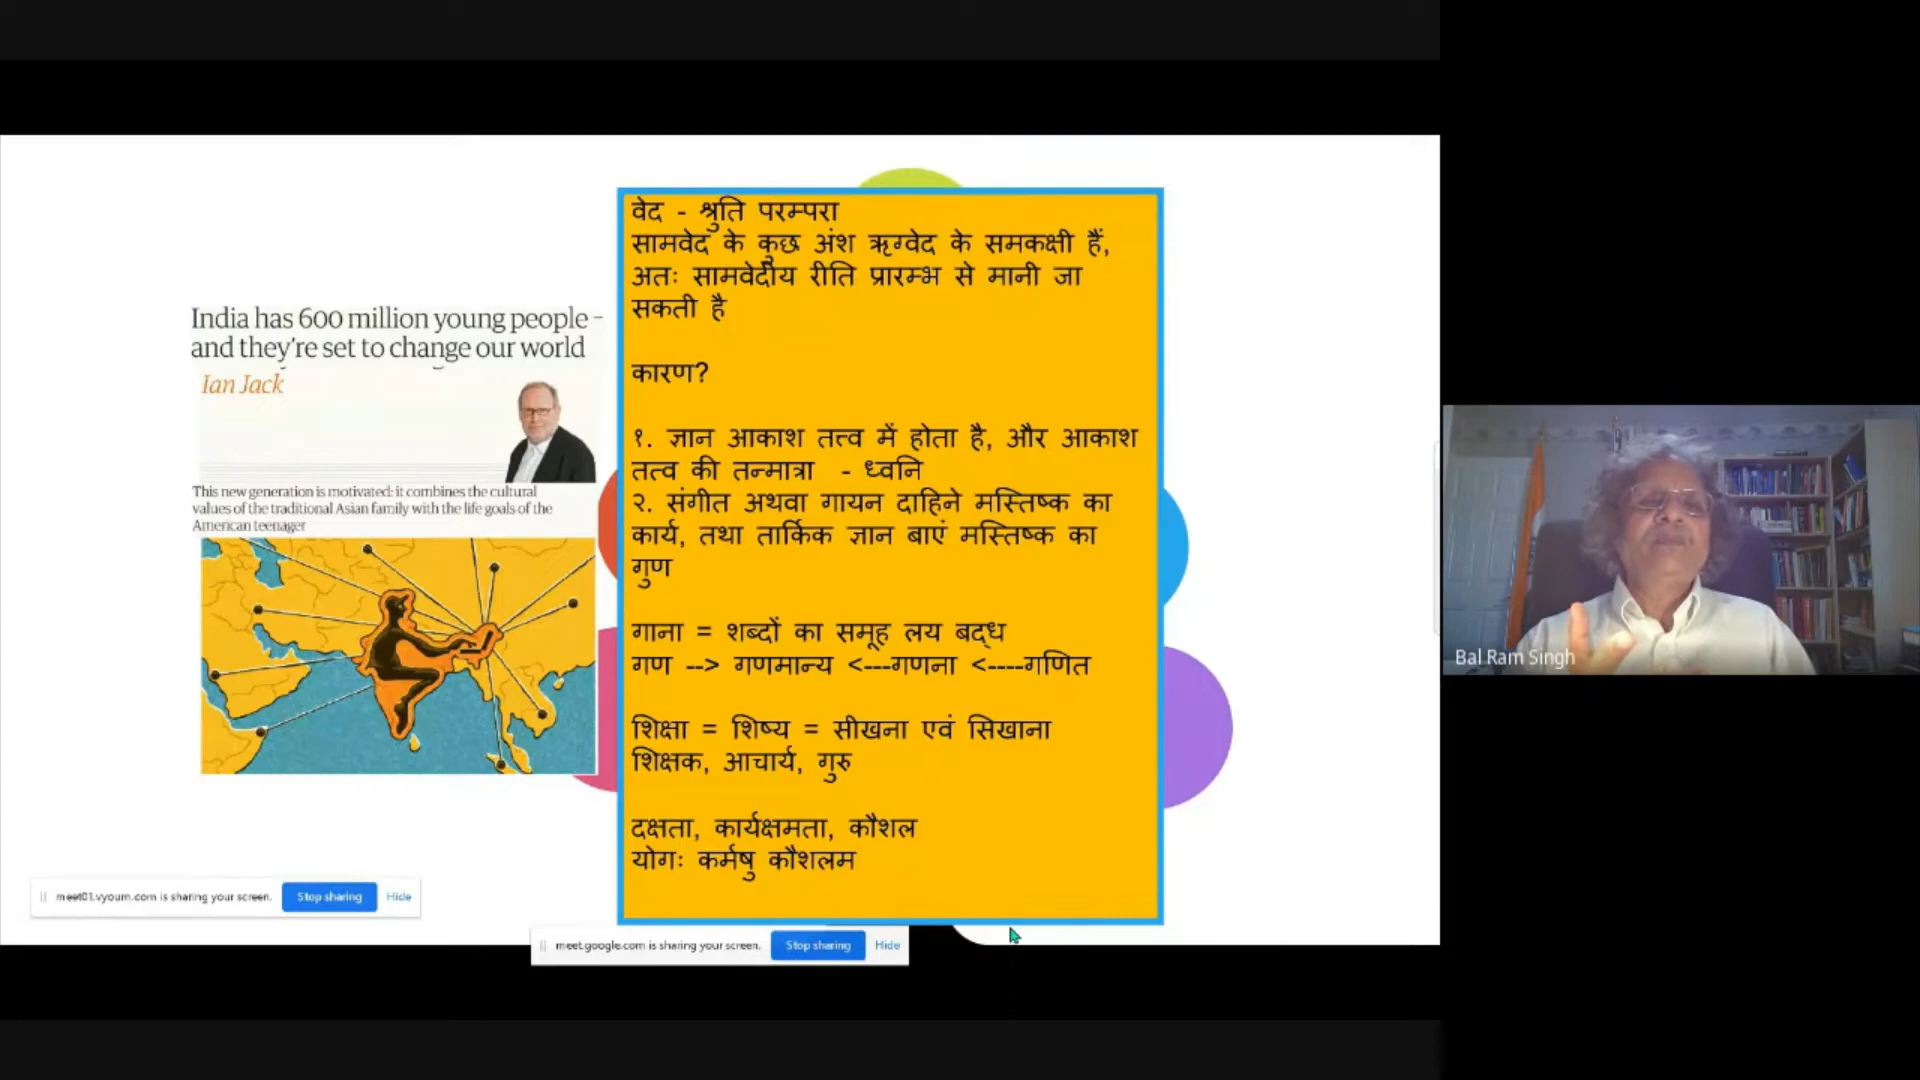 India has 600 million young people –
and they're set to change our world
Ian Jack
This new generation is motivated: it combines the cultural
values of the traditional Asian family with the life goals of the
American teenager
वेद - श्रुति परम्परा
सामवेद के कुछ अंश ऋग्वेद के समकक्षी हैं,
अतः सामवेदीय रीति प्रारम्भ से मानी जा
सकती है
कारण?
१. ज्ञान आकाश तत्त्व में होता है, और आकाश
तत्व की तन्मात्रा - ध्वनि
२. संगीत अथवा गायन दाहिने मस्तिष्क का
कार्य, तथा तार्किक ज्ञान बाएं मस्तिष्क का
गुण
गाना = शब्दों का समूह लय बद्ध
गण --> गणमान्य <---गणना <----गणित
शिक्षा = शिष्य = सीखना एवं सिखाना
शिक्षक, आचार्य, गुरु
दक्षता, कार्यक्षमता, कौशल
योगः कर्मषु कौशलम
Bal Ram Singh
meet01.vyoum.com is sharing your screen. Stop sharing Hide
meet.google.com is sharing your screen. Stop sharing Hide